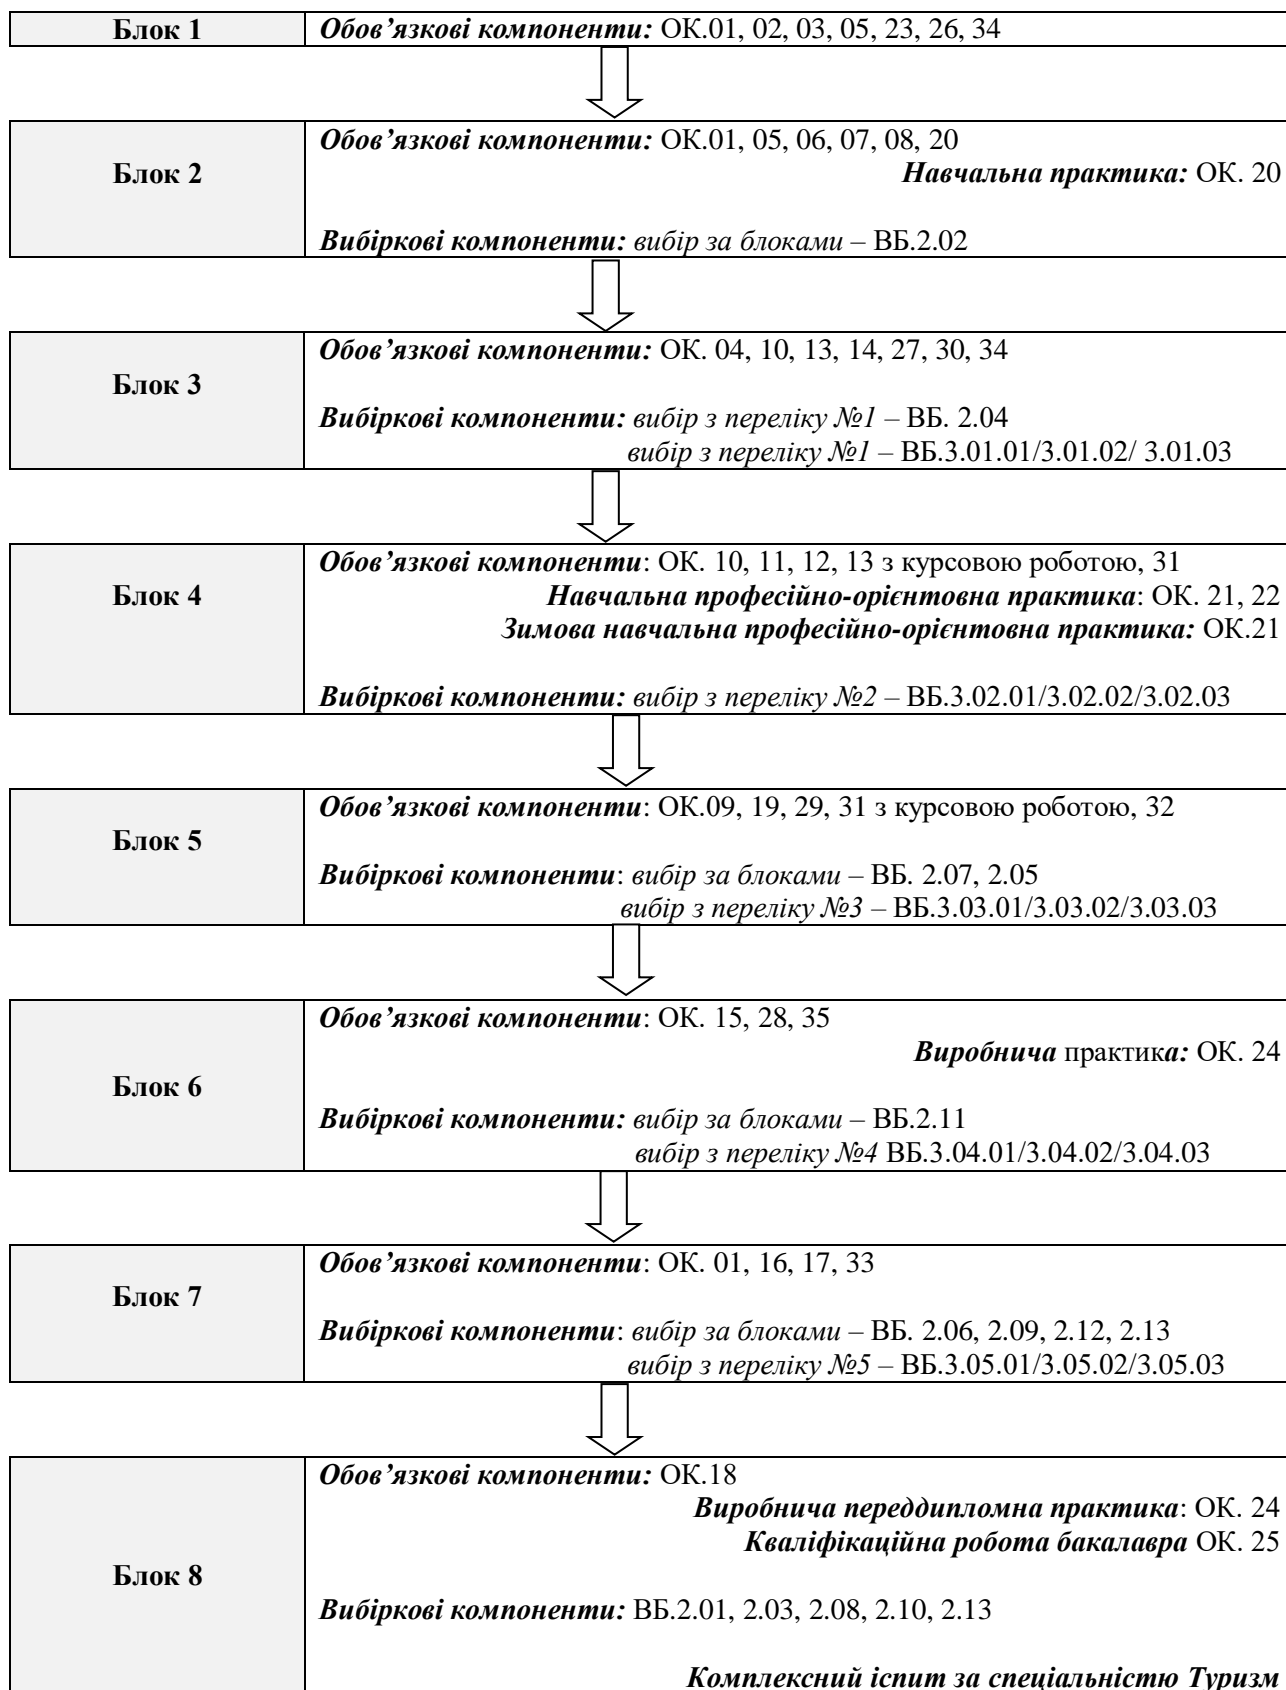 Блок 1
Обов’язкові компоненти: ОК.01, 02, 03, 05, 23, 26, 34
Блок 2
Обов’язкові компоненти: ОК.01, 05, 06, 07, 08, 20
Навчальна практика: ОК. 20
Вибіркові компоненти: вибір за блоками – ВБ.2.02
Блок 3
Обов’язкові компоненти: ОК. 04, 10, 13, 14, 27, 30, 34
Вибіркові компоненти: вибір з переліку №1 – ВБ. 2.04
вибір з переліку №1 – ВБ.3.01.01/3.01.02/ 3.01.03
Блок 4
Обов’язкові компоненти: ОК. 10, 11, 12, 13 з курсовою роботою, 31
Навчальна професійно-орієнтовна практика: ОК. 21, 22
Зимова навчальна професійно-орієнтовна практика: ОК.21
Вибіркові компоненти: вибір з переліку №2 – ВБ.3.02.01/3.02.02/3.02.03
Блок 5
Обов’язкові компоненти: ОК.09, 19, 29, 31 з курсовою роботою, 32
Вибіркові компоненти: вибір за блоками – ВБ. 2.07, 2.05
вибір з переліку №3 – ВБ.3.03.01/3.03.02/3.03.03
Блок 6
Обов’язкові компоненти: ОК. 15, 28, 35
Виробнича практика: ОК. 24
Вибіркові компоненти: вибір за блоками – ВБ.2.11
вибір з переліку №4 ВБ.3.04.01/3.04.02/3.04.03
Блок 7
Обов’язкові компоненти: ОК. 01, 16, 17, 33
Вибіркові компоненти: вибір за блоками – ВБ. 2.06, 2.09, 2.12, 2.13
вибір з переліку №5 – ВБ.3.05.01/3.05.02/3.05.03
Блок 8
Обов’язкові компоненти: ОК.18
Виробнича переддипломна практика: ОК. 24
Кваліфікаційна робота бакалавра ОК. 25
Вибіркові компоненти: ВБ.2.01, 2.03, 2.08, 2.10, 2.13
Комплексний іспит за спеціальністю Туризм